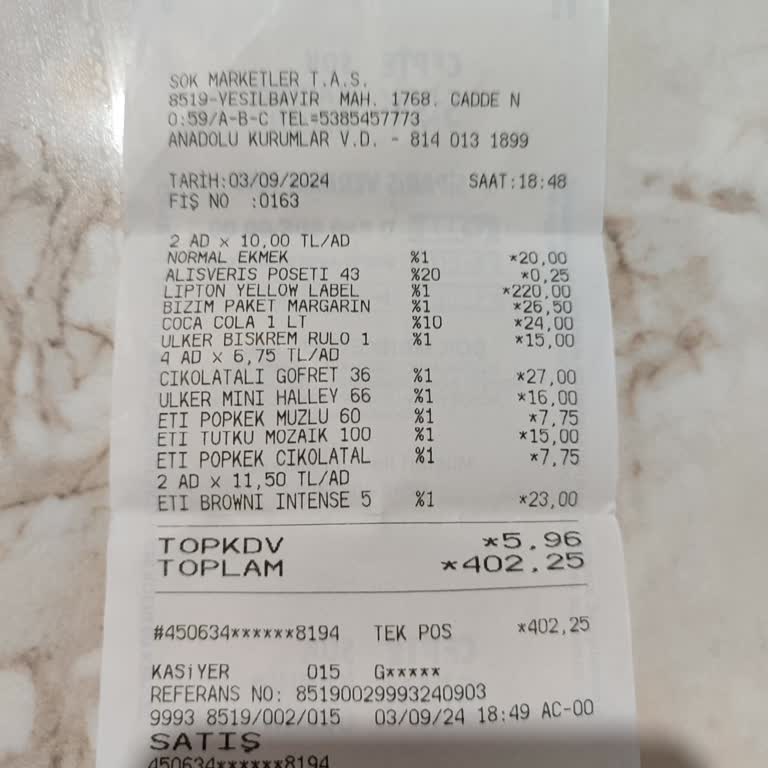 SOK MARKETLER T.A.S.
8519-YESILBAYIR MAH. 1768. CADDE N
O:59/A-B-C TEL=5385457773
ANADOLU KURUMLAR V.D. - 814 013 1899
TARİH:03/09/2024 SAAT:18:48
FİŞ NO :0163
2 AD x 10,00 TL/AD
NORMAL EKMEK %1 *20,00
ALISVERIS POSETI 43 %20 *0,25
LIPTON YELLOW LABEL %1 *220,00
BIZIM PAKET MARGARIN %1 *26,50
COCA COLA 1 LT %10 *24,00
ULKER BISKREM RULO 1 %1 *15,00
4 AD x 6,75 TL/AD
CIKOLATALI GOFRET 36 %1 *27,00
ULKER MINI HALLEY 66 %1 *16,00
ETI POPKEK MUZLU 60 %1 *7,75
ETI TUTKU MOZAIK 100 %1 *15,00
ETI POPKEK CIKOLATAL %1 *7,75
2 AD x 11,50 TL/AD
ETI BROWNI INTENSE 5 %1 *23,00
TOPKDV *5,96
TOPLAM *402,25
#450634******8194 TEK POS *402,25
KASİYER 015 G*****
REFERANS NO: 85190029993240903
9993 8519/002/015 03/09/24 18:49 AC-00
SATIŞ
450634******8194